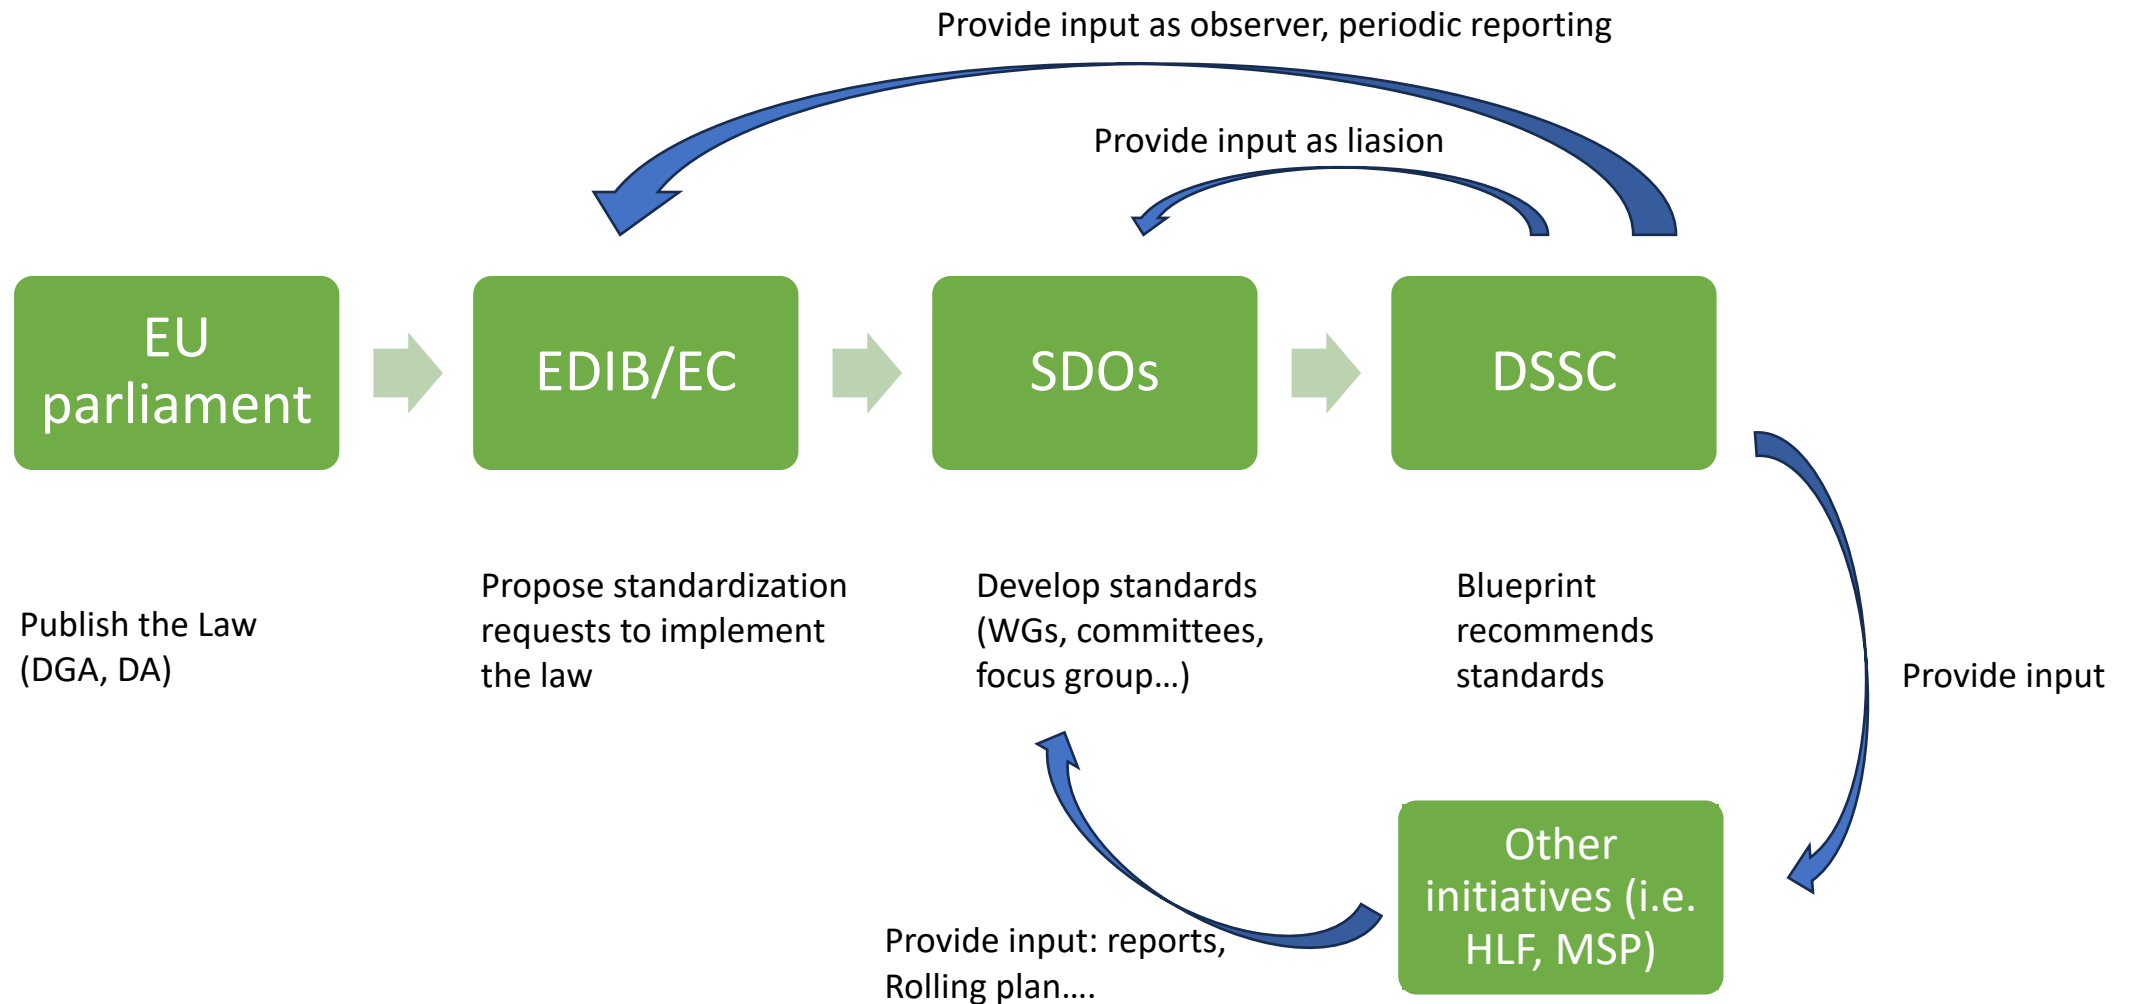 Provide input as observer, periodic reporting
Provide input as liasion
EU
parliament
EDIB/EC
SDOs
DSSC
Publish the Law
(DGA, DA)
Propose standardization
requests to implement
the law
Develop standards
(WGs, committees,
focus group…)
Blueprint
recommends
standards
Provide input
Other
initiatives (i.e.
HLF, MSP)
Provide input: reports,
Rolling plan….